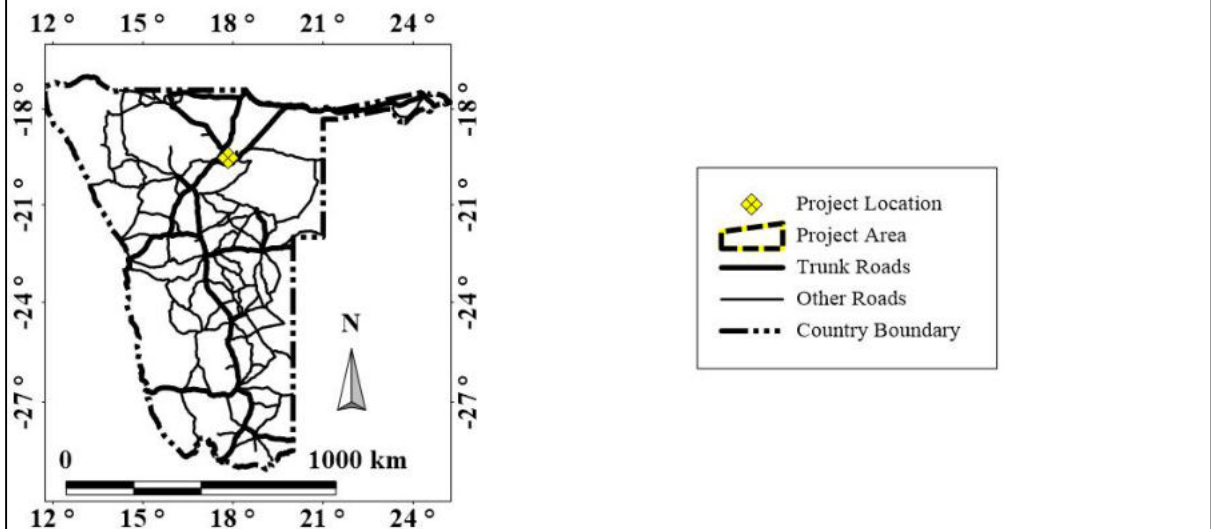 12 ° 15 ° 18 ° 21 ° 24 °
-18 ° -18 °
-21 ° -21 °
-24 ° -24 °
-27 ° -27 °
N
0 1000 km
12 ° 15 ° 18 ° 21 ° 24 °
Project Location
Project Area
Trunk Roads
Other Roads
Country Boundary